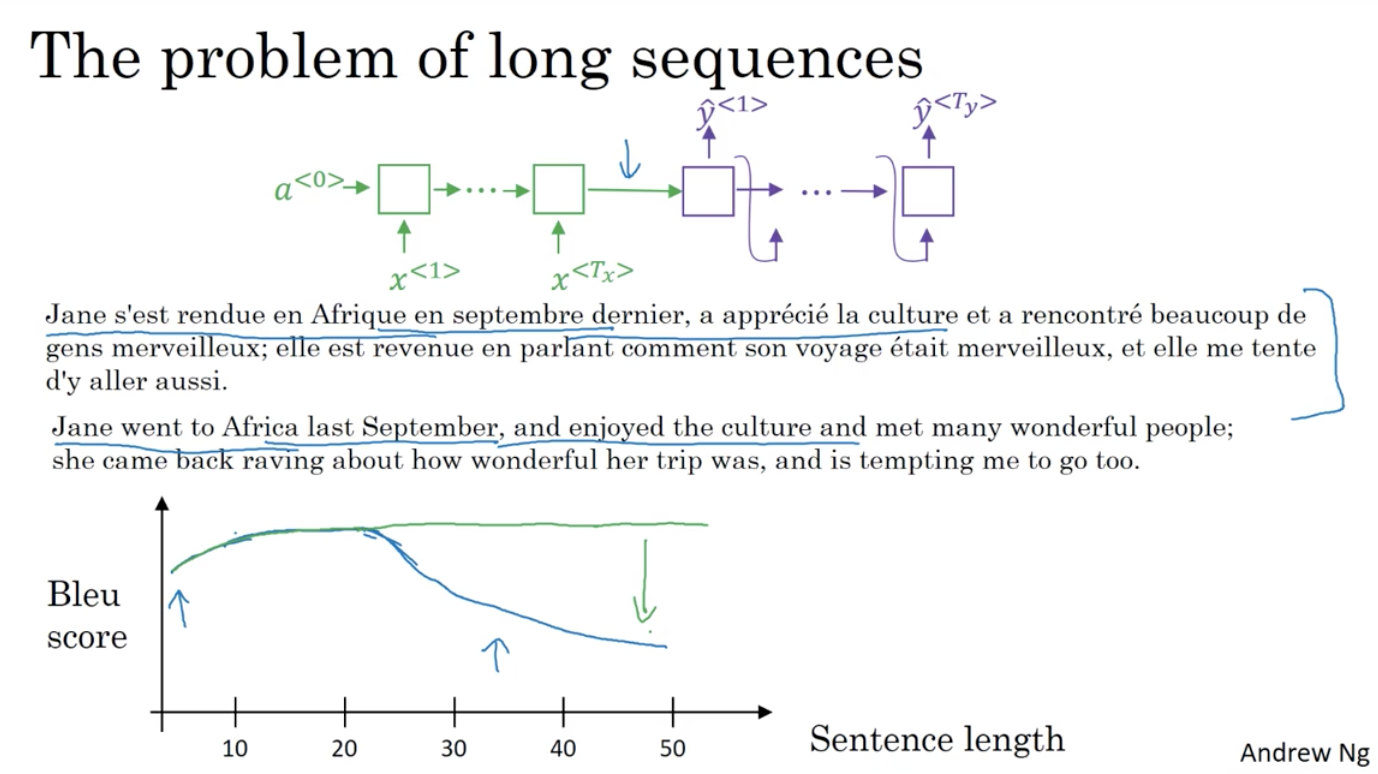 The problem of long sequences
ŷ<1> ŷ<Ty>
a<0>
x<1> x<Tx>
Jane s'est rendue en Afrique en septembre dernier, a apprécié la culture et a rencontré beaucoup de
gens merveilleux; elle est revenue en parlant comment son voyage était merveilleux, et elle me tente
d'y aller aussi.
Jane went to Africa last September, and enjoyed the culture and met many wonderful people;
she came back raving about how wonderful her trip was, and is tempting me to go too.
Bleu
score
10 20 30 40 50
Sentence length
Andrew Ng